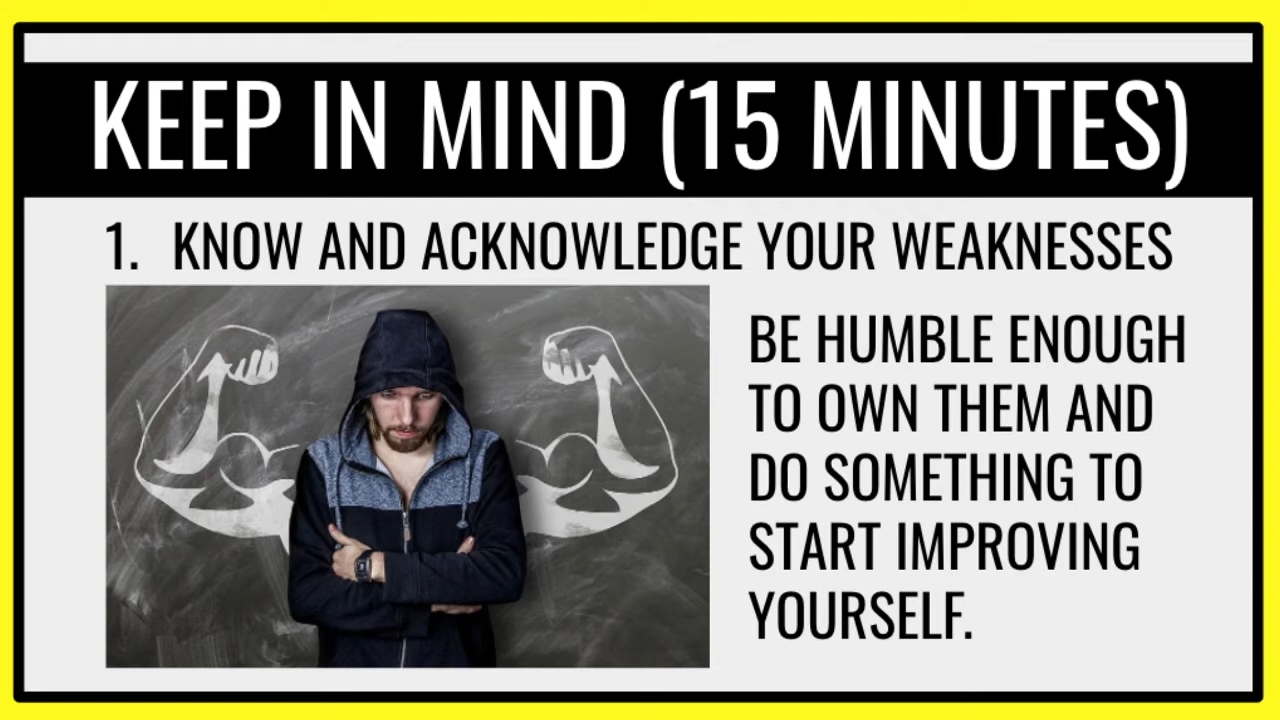 KEEP IN MIND (15 MINUTES)
1. KNOW AND ACKNOWLEDGE YOUR WEAKNESSES
BE HUMBLE ENOUGH
TO OWN THEM AND
DO SOMETHING TO
START IMPROVING
YOURSELF.